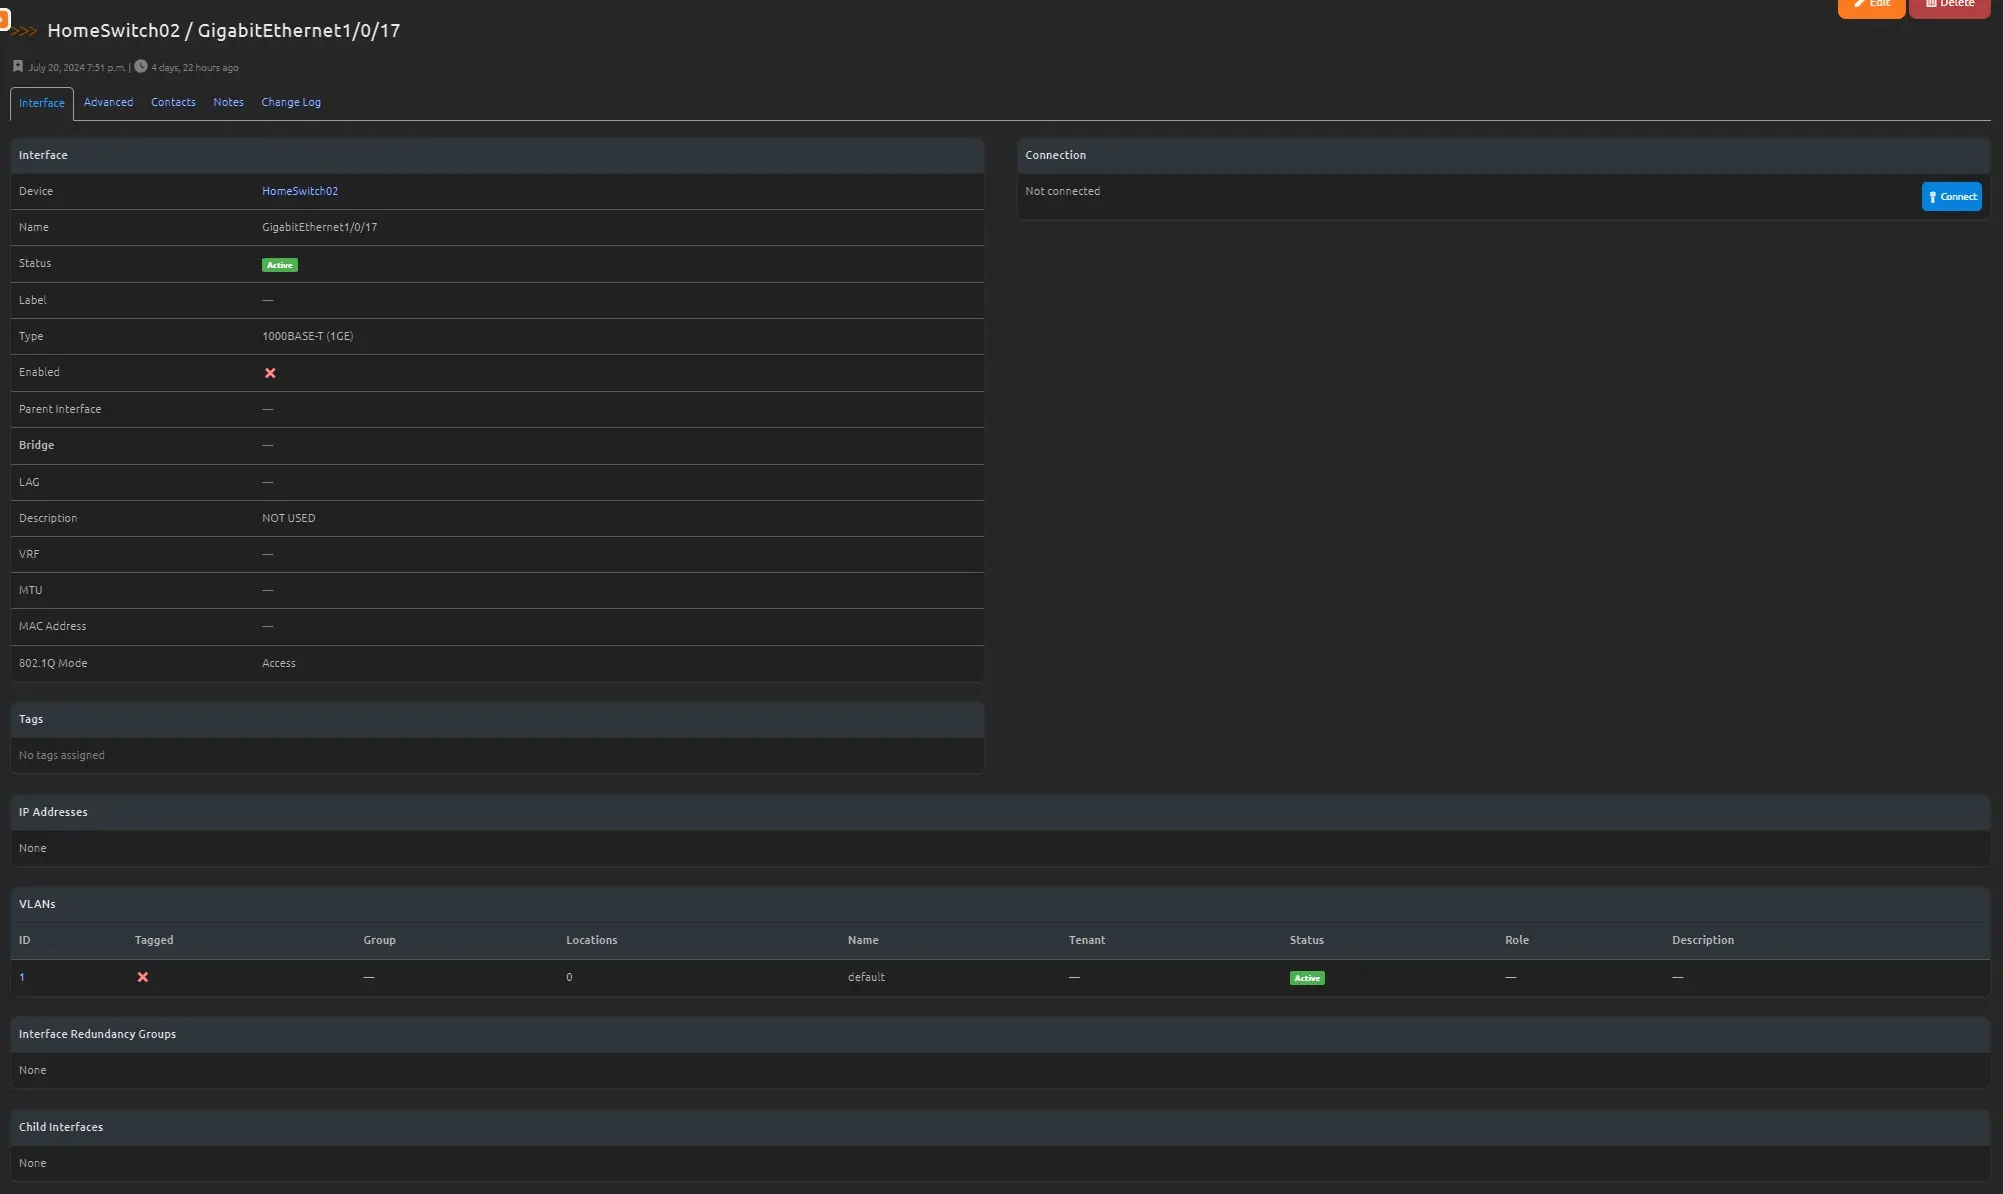 Edit Delete
>>> HomeSwitch02 / GigabitEthernet1/0/17
July 20, 2024 7:51 p.m. | 4 days, 22 hours ago
Interface Advanced Contacts Notes Change Log
Interface
Device HomeSwitch02
Name GigabitEthernet1/0/17
Status Active
Label —
Type 1000BASE-T (1GE)
Enabled
Parent Interface —
Bridge —
LAG —
Description NOT USED
VRF —
MTU —
MAC Address —
802.1Q Mode Access
Connection
Not connected Connect
Tags
No tags assigned
IP Addresses
None
VLANs
ID Tagged Group Locations Name Tenant Status Role Description
1 — 0 default — Active — —
Interface Redundancy Groups
None
Child Interfaces
None